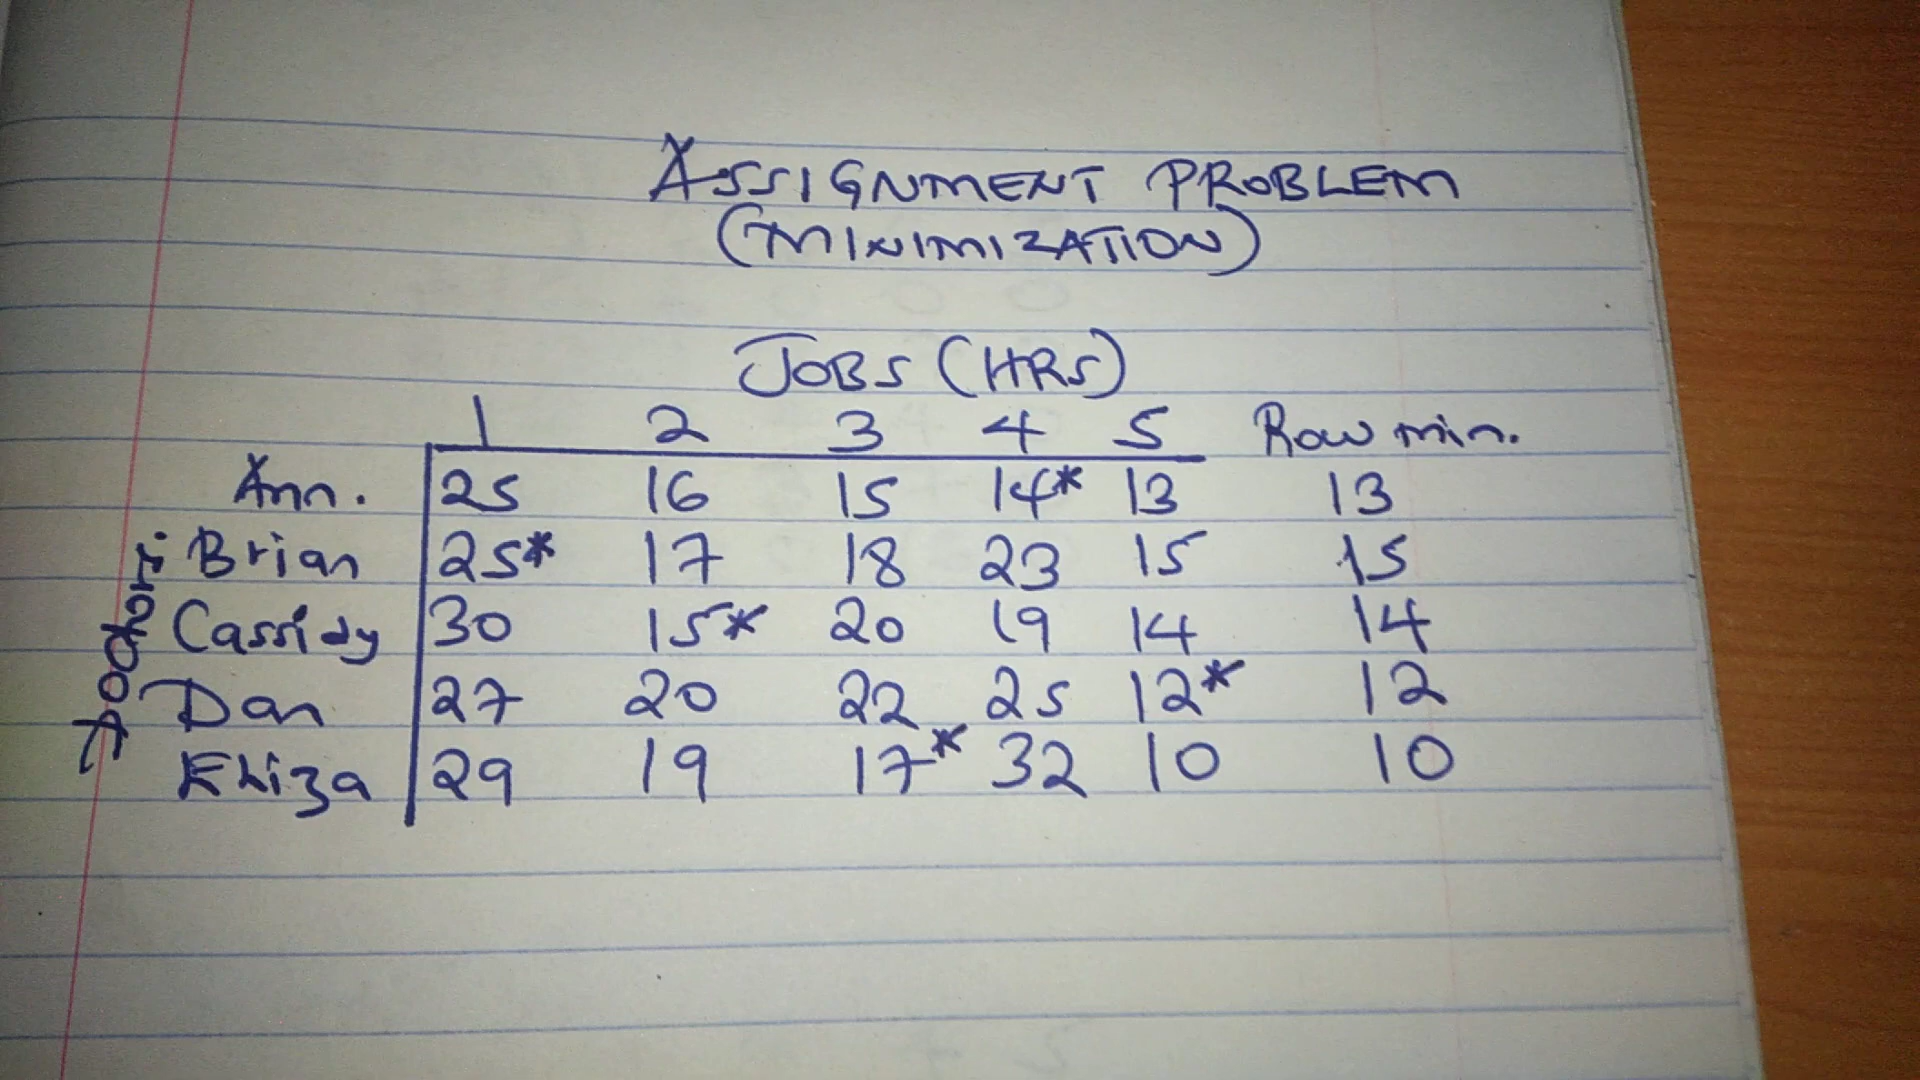 ASSIGNMENT PROBLEM
(MINIMIZATION)
JOBS (HRS)
1 2 3 4 5 Row min.
Ann. 25 16 15 14* 13 13
Brian 25* 17 18 23 15 15
Cassidy 30 15* 20 19 14 14
Dan 27 20 22 25 12* 12
Eliza 29 19 17* 32 10 10